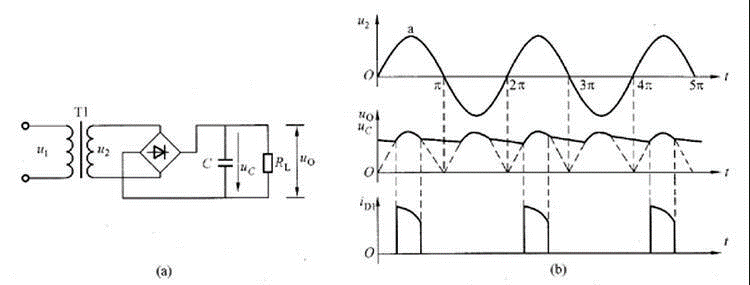 T1
u1
u2
C
uC
RL
uO
(a)
u2
a
O
π
2π
3π
4π
5π
t
uO
uC
O
t
iD1
O
t
(b)